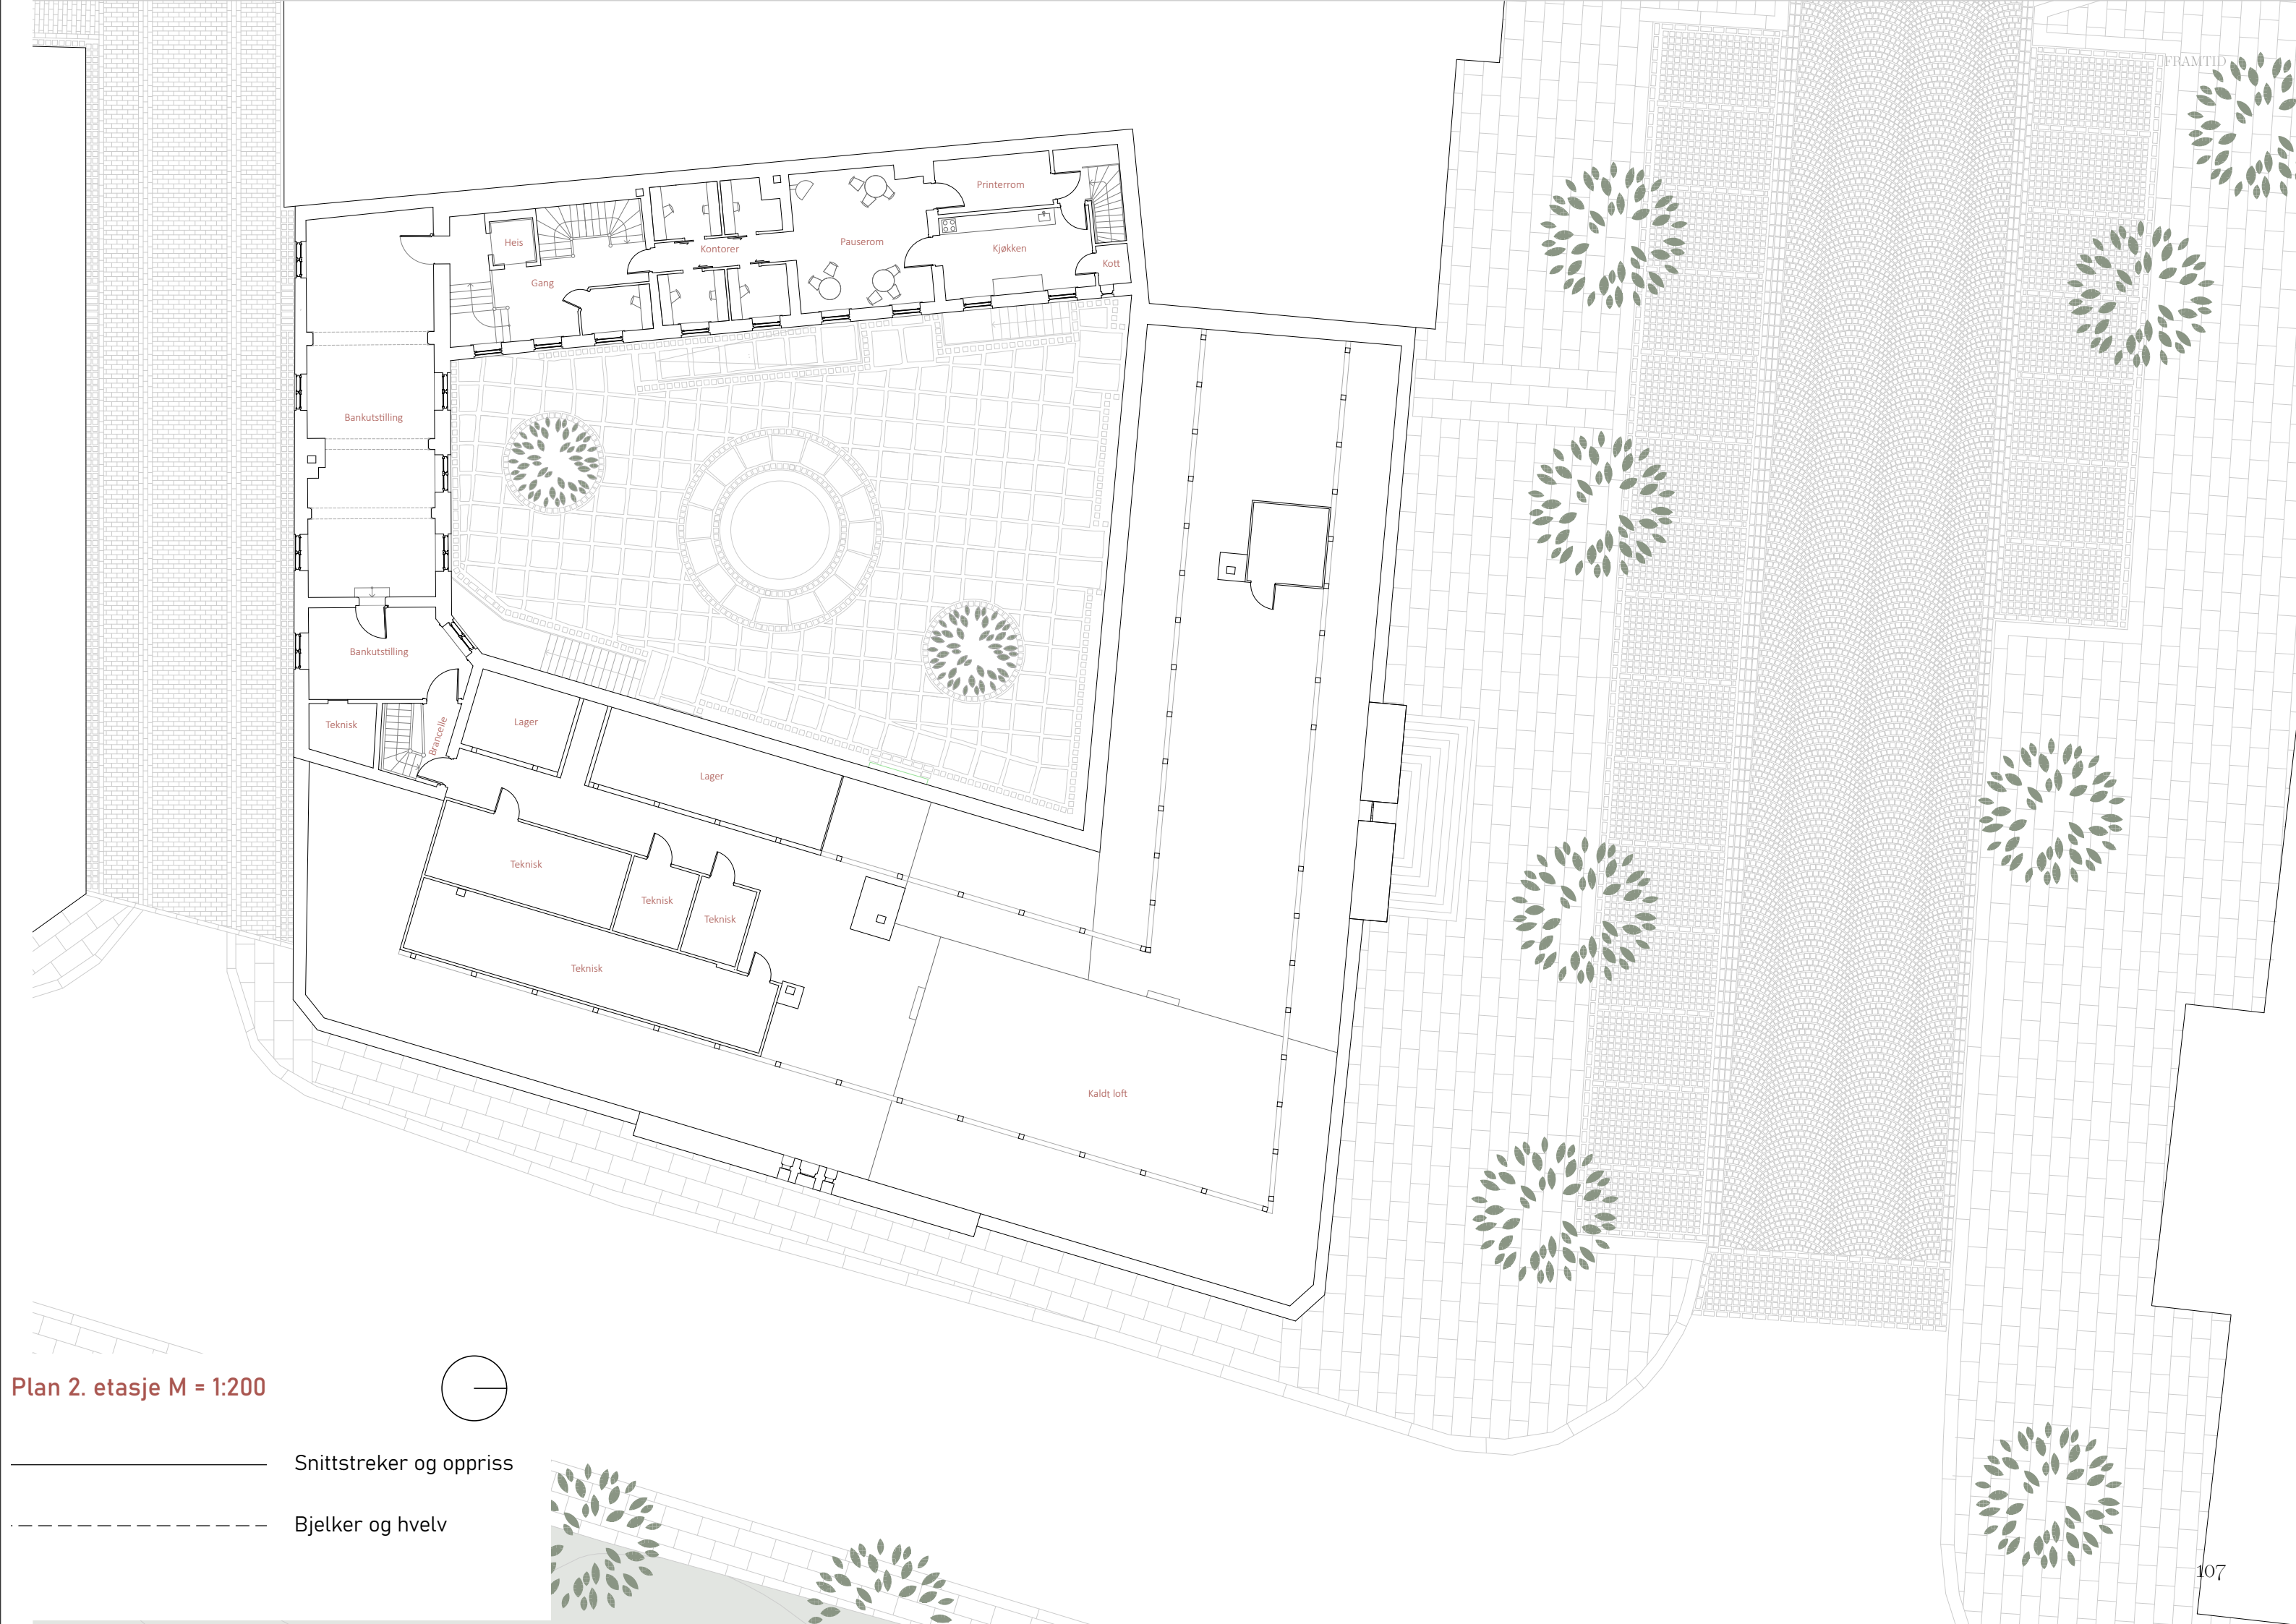 FRAMTID
Printerrom
Heis
Kontorer
Pauserom
Kjøkken
Kott
Gang
Bankutstilling
Bankutstilling
Teknisk
Brancelle
Lager
Lager
Teknisk
Teknisk
Teknisk
Teknisk
Kaldt loft
Plan 2. etasje M = 1:200
Snittstreker og oppriss
Bjelker og hvelv
107